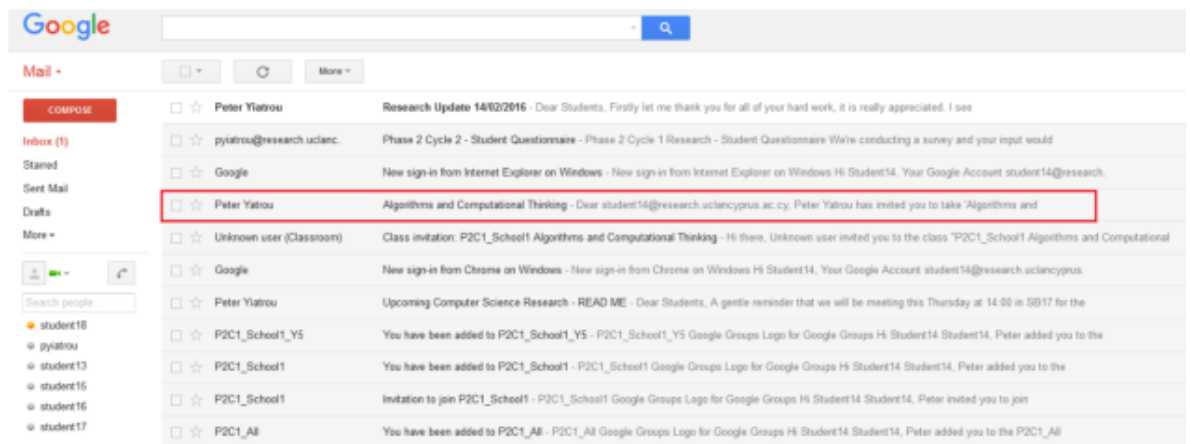 Google
Mail
More
COMPOSE
Inbox (1)
Starred
Sent Mail
Drafts
More
Search people...
student18
pyiatrou
student13
student15
student16
student17
Peter Yiatrou Research Update 14/02/2016 - Dear Students, Firstly let me thank you for all of your hard work, it is really appreciated. I see
pyiatrou@research.uclanc. Phase 2 Cycle 2 - Student Questionnaire - Phase 2 Cycle 1 Research - Student Questionnaire We're conducting a survey and your input would
Google New sign-in from Internet Explorer on Windows - New sign-in from Internet Explorer on Windows Hi Student14, Your Google Account student14@research.
Peter Yatrou Algorithms and Computational Thinking - Dear student14@research.uclancyprus.ac.cy, Peter Yatrou has invited you to take 'Algorithms and
Unknown user (Classroom) Class invitation: P2C1_School1 Algorithms and Computational Thinking - Hi there, Unknown user invited you to the class "P2C1_School1 Algorithms and Computational
Google New sign-in from Chrome on Windows - New sign-in from Chrome on Windows Hi Student14, Your Google Account student14@research.uclancyprus.
Peter Yiatrou Upcoming Computer Science Research - READ ME - Dear Students, A gentle reminder that we will be meeting this Thursday at 14:00 in SB17 for the
P2C1_School1_Y5 You have been added to P2C1_School1_Y5 - P2C1_School1_Y5 Google Groups Logo for Google Groups Hi Student14 Student14, Peter added you to the
P2C1_School1 You have been added to P2C1_School1 - P2C1_School1 Google Groups Logo for Google Groups Hi Student14 Student14, Peter added you to the
P2C1_School1 Invitation to join P2C1_School1 - P2C1_School1 Google Groups Logo for Google Groups Hi Student14 Student14, Peter invited you to join
P2C1_All You have been added to P2C1_All - P2C1_All Google Groups Logo for Google Groups Hi Student14 Student14, Peter added you to the P2C1_All